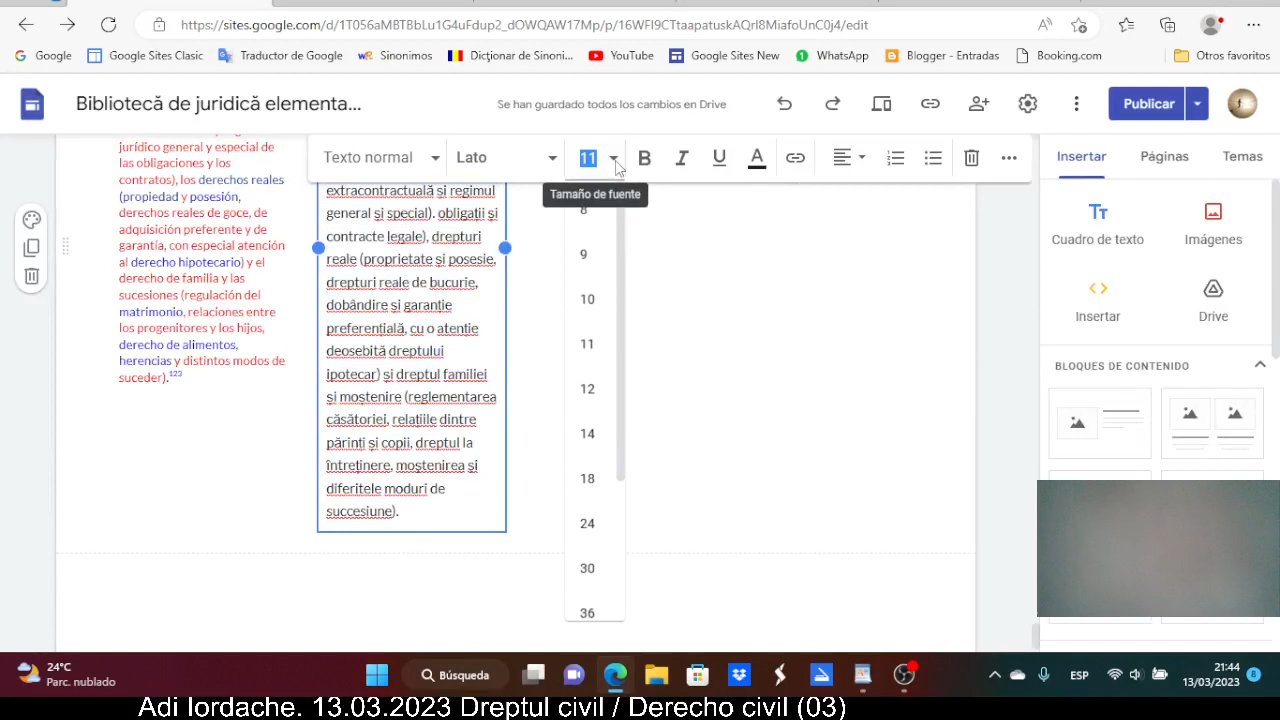 https://sites.google.com/d/1T056aMBTBbLu1G4uFdup2_dOWQAW17Mp/p/16WFI9CTtaapatuskAQrI8MiafoUnC0j4/edit
Google
Google Sites Clasic
Traductor de Google
Sinonimos
Dicționar de Sinoni...
YouTube
Google Sites New
WhatsApp
Blogger - Entradas
Booking.com
Otros favoritos
Bibliotecă de juridică elementa...
Se han guardado todos los cambios en Drive
Publicar
Texto normal
Lato
11
B
I
U
A
Insertar
Páginas
Temas
Tamaño de fuente
jurídico general y especial de
las obligaciones y los
contratos), los derechos reales
(propiedad y posesión,
derechos reales de goce, de
adquisición preferente y de
garantía, con especial atención
al derecho hipotecario) y el
derecho de familia y las
sucesiones (regulación del
matrimonio, relaciones entre
los progenitores y los hijos,
derecho de alimentos,
herencias y distintos modos de
suceder).¹²³
extracontractuală și regimul
general și special). obligații și
contracte legale), drepturi
reale (proprietate și posesie,
drepturi reale de bucurie,
dobândire și garanție
preferențială, cu o atenție
deosebită dreptului
ipotecar) și dreptul familiei
și moștenire (reglementarea
căsătoriei, relațiile dintre
părinți și copii, dreptul la
întreținere, moștenirea și
diferitele moduri de
succesiune).
8
9
10
11
12
14
18
24
30
36
Tt
Cuadro de texto
Imágenes
Insertar
Drive
BLOQUES DE CONTENIDO
24°C
Parc. nublado
Búsqueda
ESP
21:44
13/03/2023
8
Adi Iordache. 13.03.2023 Dreptul civil / Derecho civil (03)